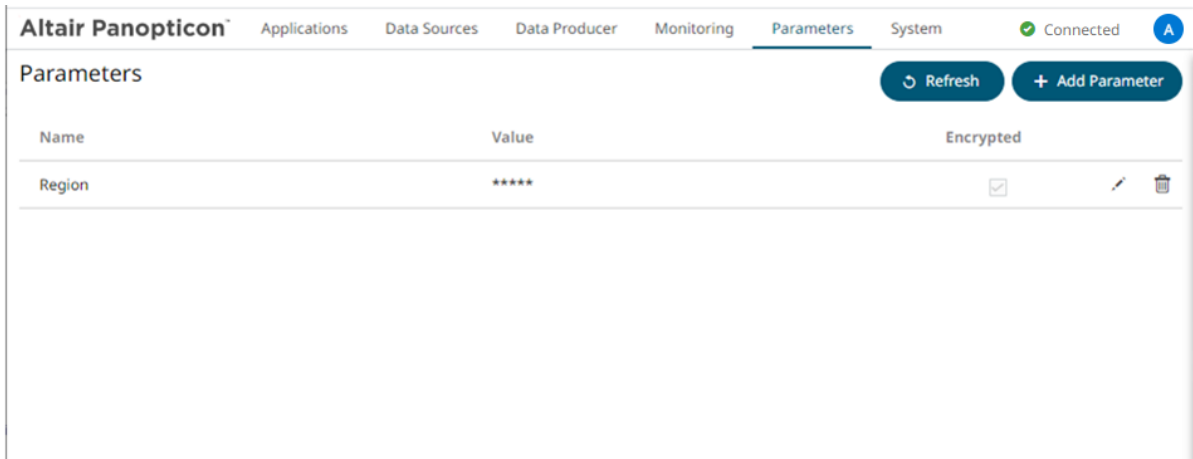 Altair Panopticon™ Applications Data Sources Data Producer Monitoring Parameters System Connected A
Parameters Refresh + Add Parameter
Name Value Encrypted
Region *****